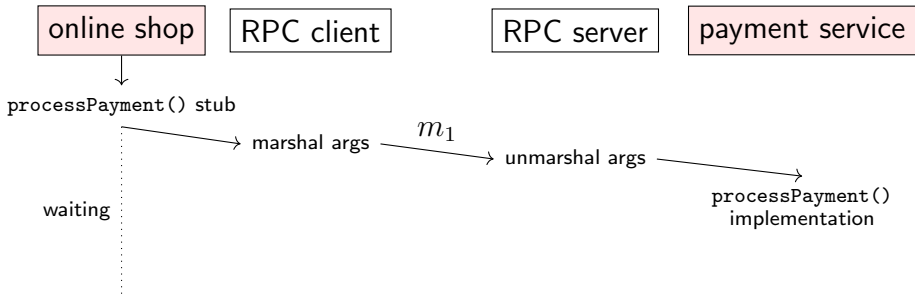 online shop
RPC client
RPC server
payment service
processPayment() stub
marshal args
m1
unmarshal args
processPayment()
implementation
waiting